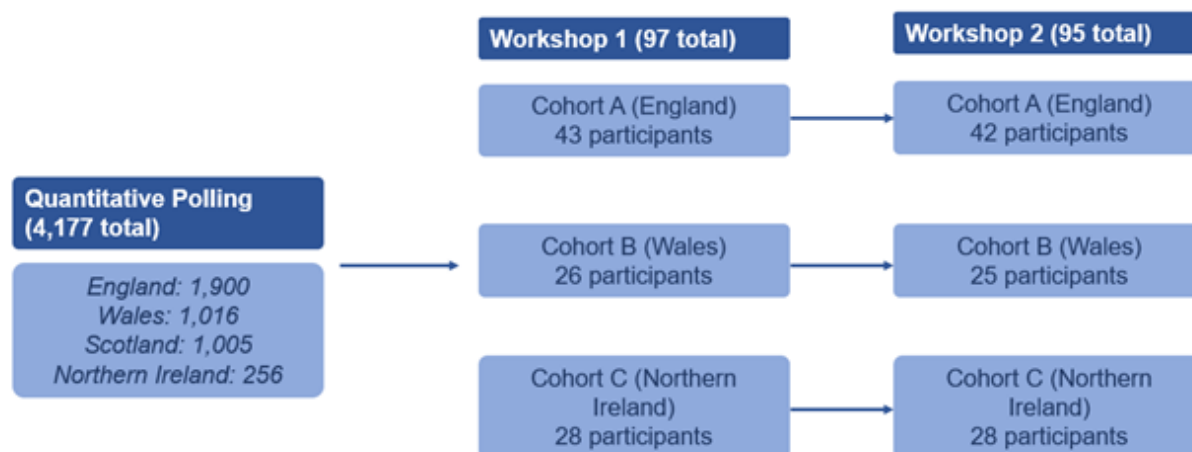 Quantitative Polling
(4,177 total)
England: 1,900
Wales: 1,016
Scotland: 1,005
Northern Ireland: 256
Workshop 1 (97 total)
Cohort A (England)
43 participants
Cohort B (Wales)
26 participants
Cohort C (Northern
Ireland)
28 participants
Workshop 2 (95 total)
Cohort A (England)
42 participants
Cohort B (Wales)
25 participants
Cohort C (Northern
Ireland)
28 participants